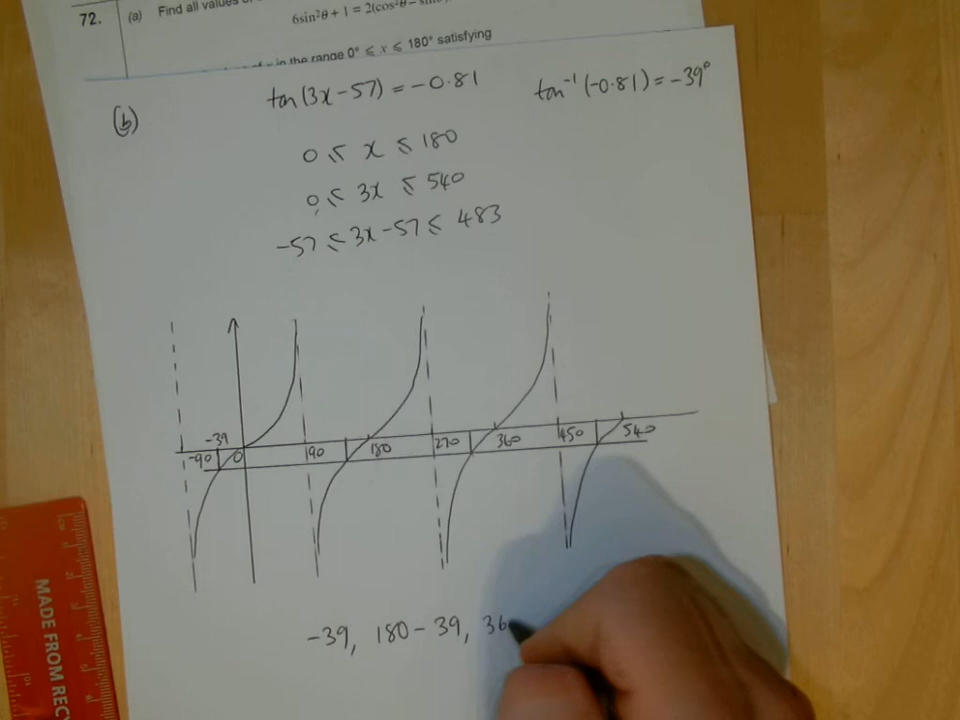 72. (a) Find all values
6sin²θ + 1 = 2(cos²θ –
in the range 0° ⩽ x ⩽ 180° satisfying
(b) tan(3x – 57) = –0.81 tan⁻¹(–0.81) = –39°
0 ⩽ x ⩽ 180
0 ⩽ 3x ⩽ 540
–57 ⩽ 3x – 57 ⩽ 483
–39
–90 0 90 180 270 360 450 540
–39, 180 – 39, 36
MADE FROM REC